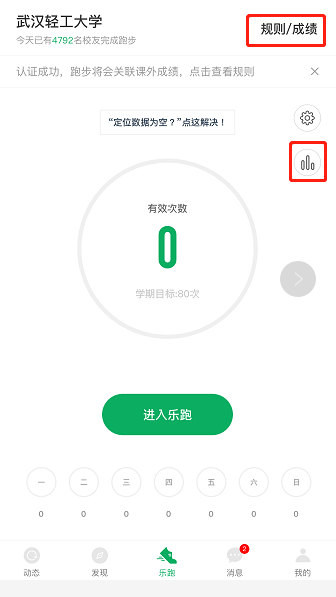 武汉轻工大学
规则/成绩
今天已有4792名校友完成跑步
认证成功，跑步将会关联课外成绩，点击查看规则
“定位数据为空？”点这解决！
有效次数
0
学期目标:80次
进入乐跑
一 二 三 四 五 六 日
0 0 0 0 0 0 0
2
动态 发现 乐跑 消息 我的